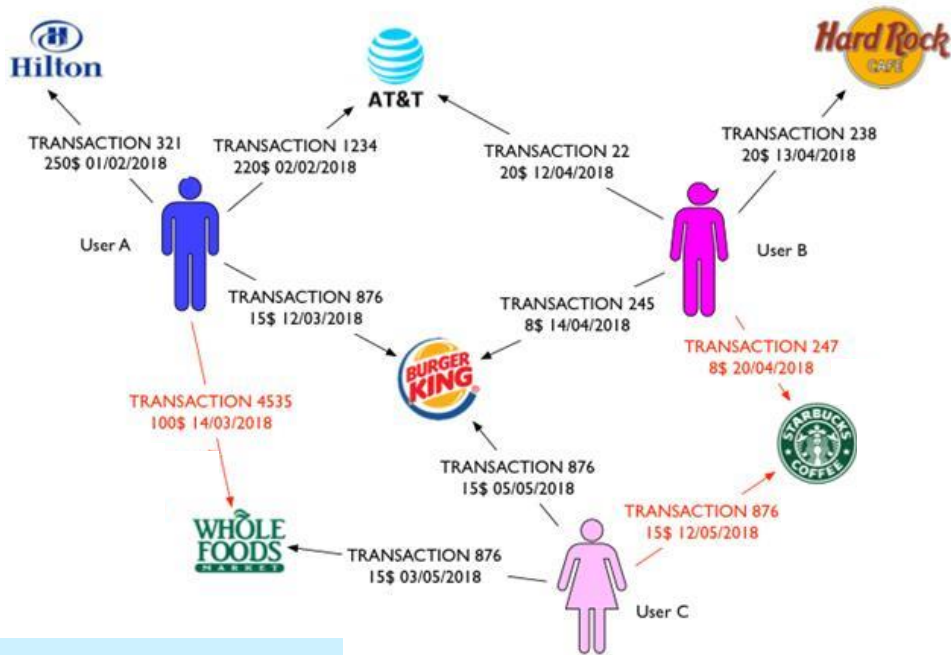 Hilton
AT&T
Hard Rock
CAFE
TRANSACTION 321
250$ 01/02/2018
TRANSACTION 1234
220$ 02/02/2018
TRANSACTION 22
20$ 12/04/2018
TRANSACTION 238
20$ 13/04/2018
User A
User B
TRANSACTION 876
15$ 12/03/2018
TRANSACTION 245
8$ 14/04/2018
BURGER
KING
®
TRANSACTION 247
8$ 20/04/2018
TRANSACTION 4535
100$ 14/03/2018
STARBUCKS
COFFEE
TRANSACTION 876
15$ 05/05/2018
TRANSACTION 876
15$ 12/05/2018
WHOLE
FOODS
MARKET
TRANSACTION 876
15$ 03/05/2018
User C